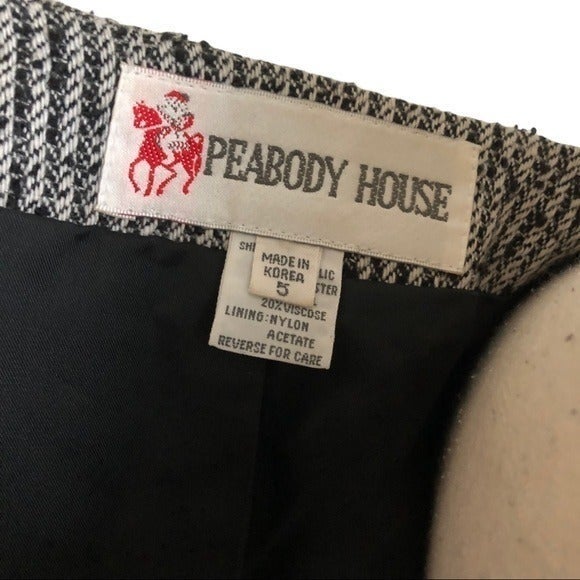 PEABODY HOUSE
MADE IN
KOREA
5
20% VISCOSE
LINING: NYLON
ACETATE
REVERSE FOR CARE